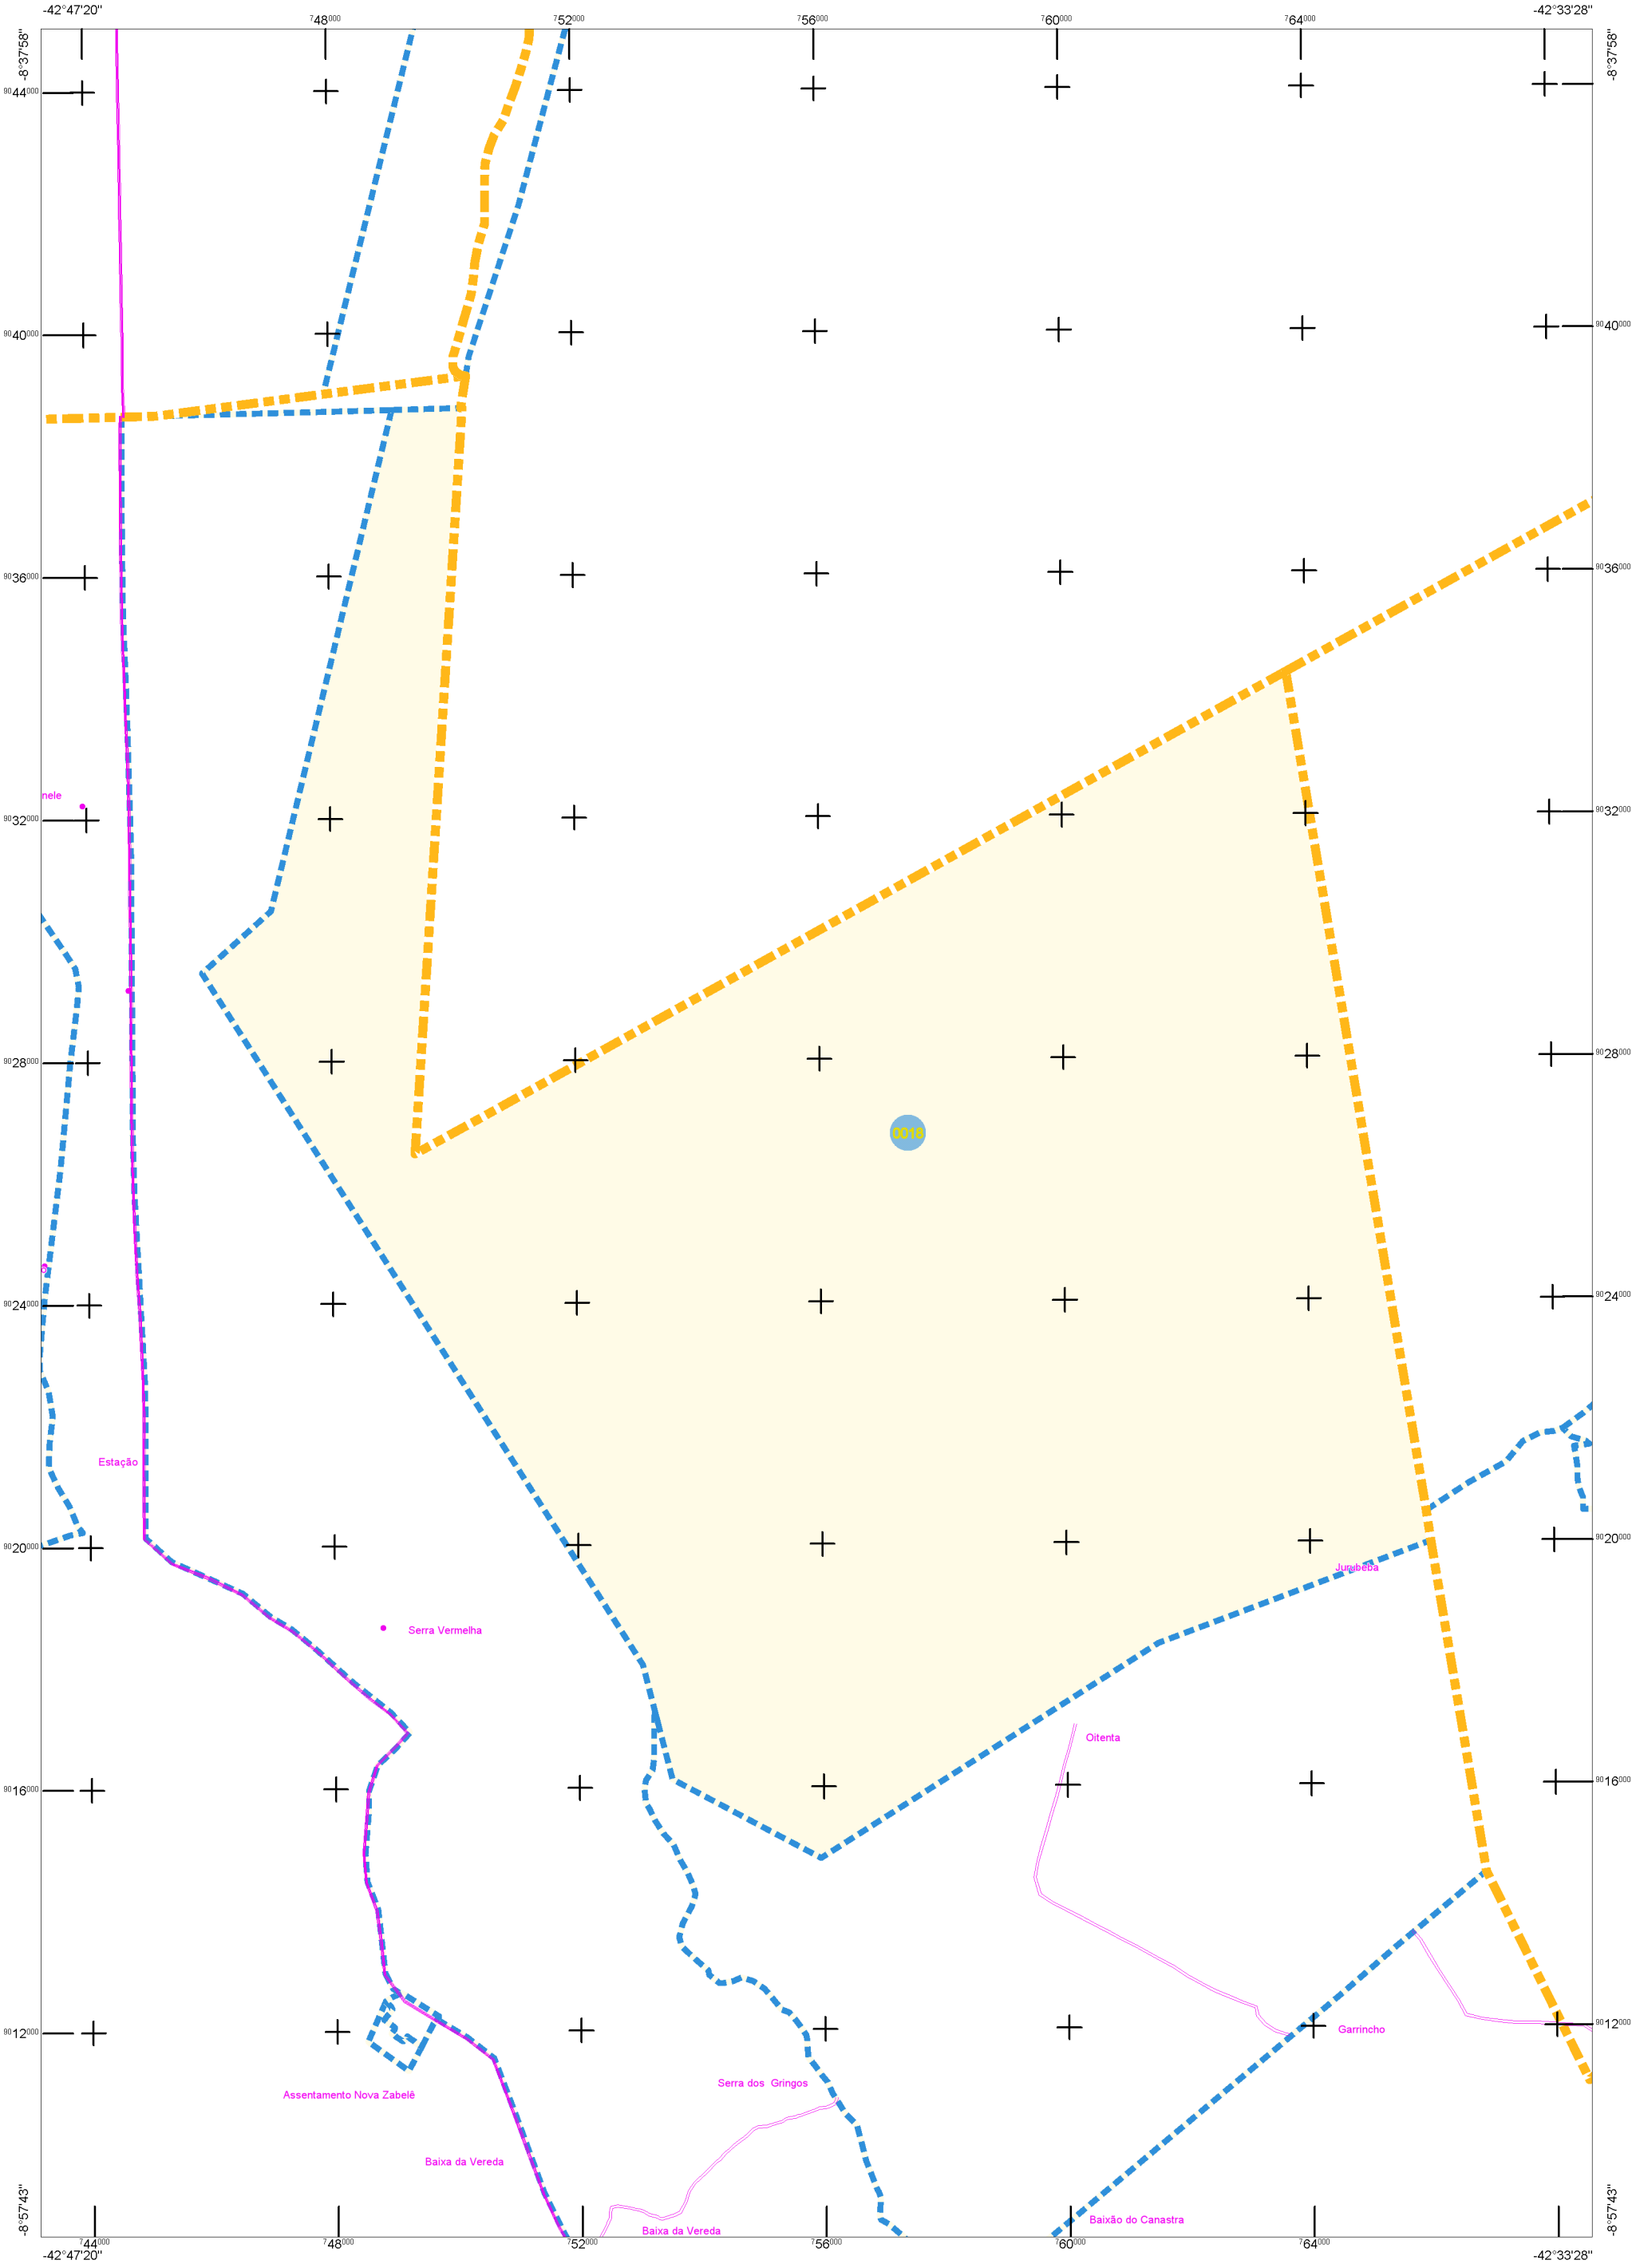 -42°47'20" 748000 752000 756000 760000 764000 -42°33'28"
-8°37'58" -8°37'58"
9044000
9040000 9040000
9036000 9036000
nele
9032000 9032000
9028000 9028000
0018
9024000 9024000
Estação
9020000 9020000
Jurubeba
Serra Vermelha
Oitenta
9016000 9016000
9012000 9012000
Garrincho
Serra dos Gringos
Assentamento Nova Zabelê
Baixa da Vereda
Baixão do Canastra
Baixa da Vereda
-8°57'43" -8°57'43"
744000 748000 752000 756000 760000 764000
-42°47'20" -42°33'28"